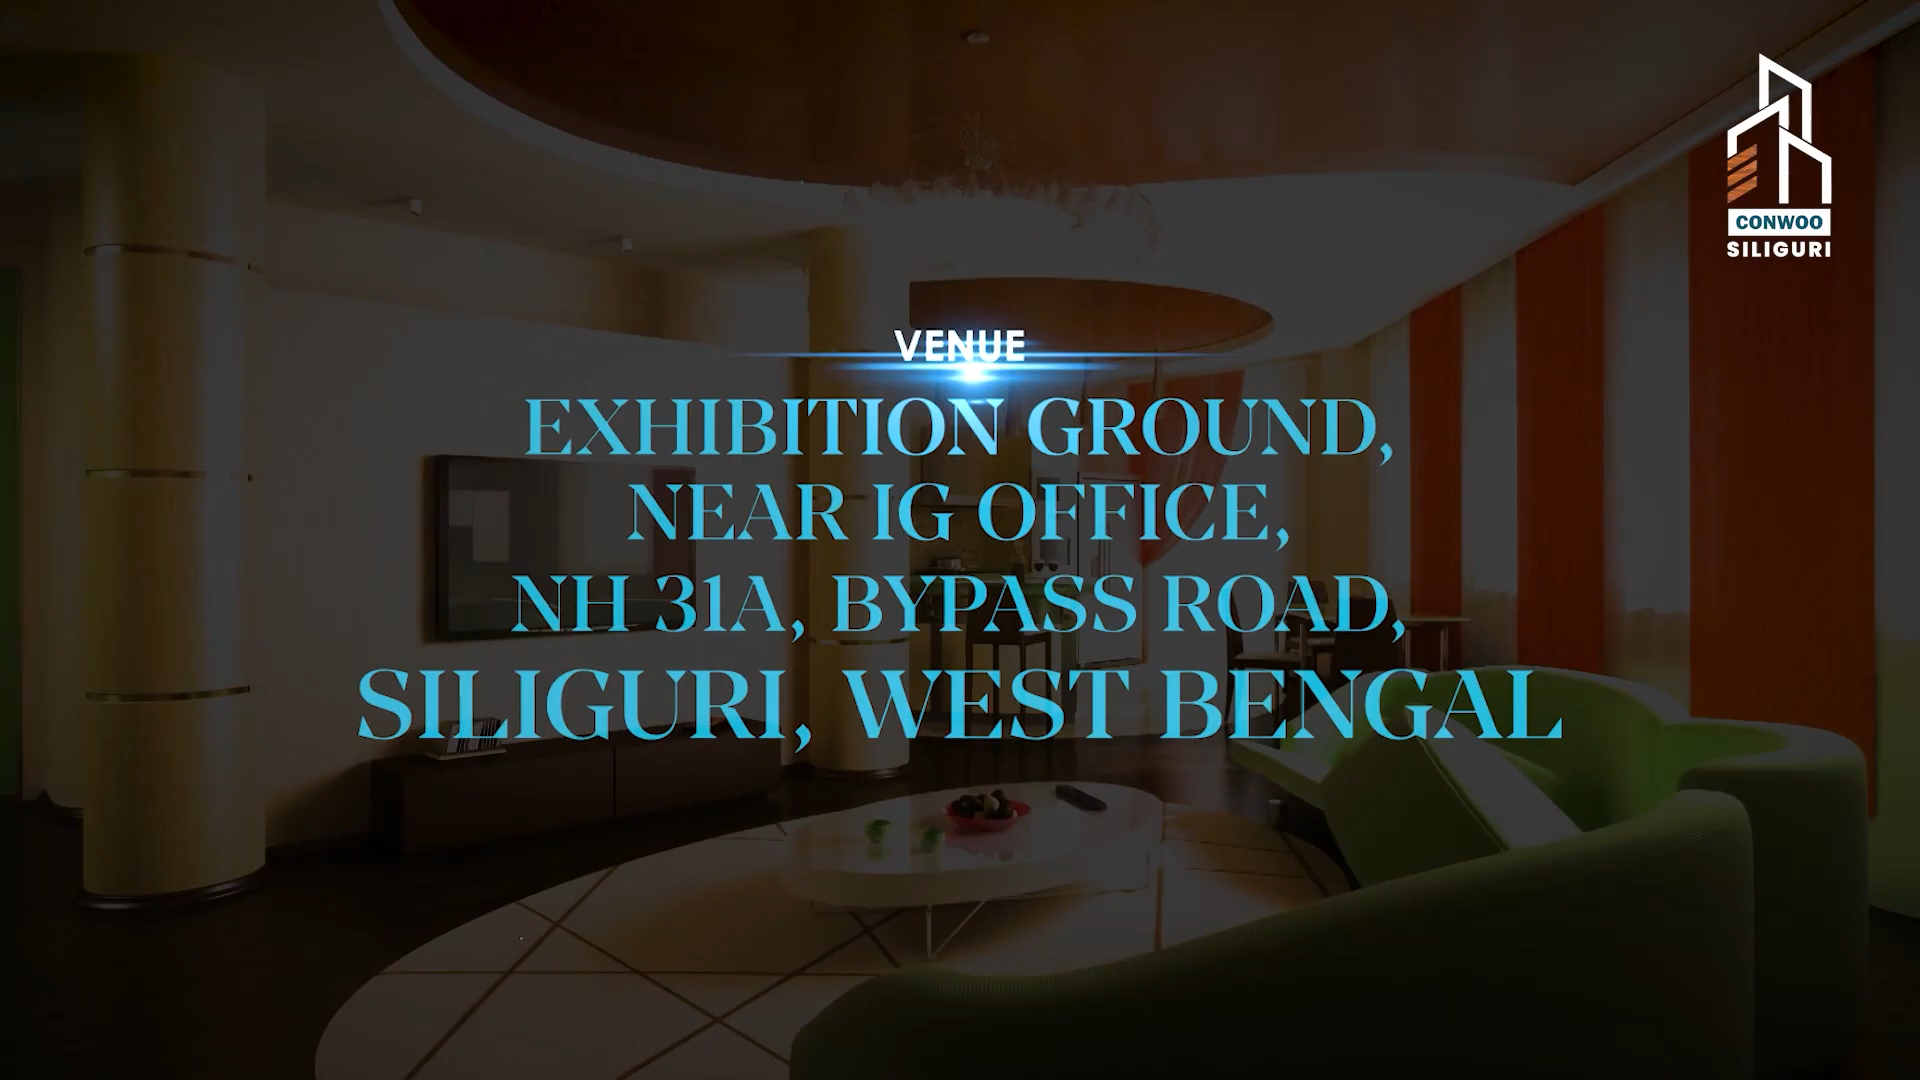 CONWOO
SILIGURI
VENUE
EXHIBITION GROUND,
NEAR IG OFFICE,
NH 31A, BYPASS ROAD,
SILIGURI, WEST BENGAL